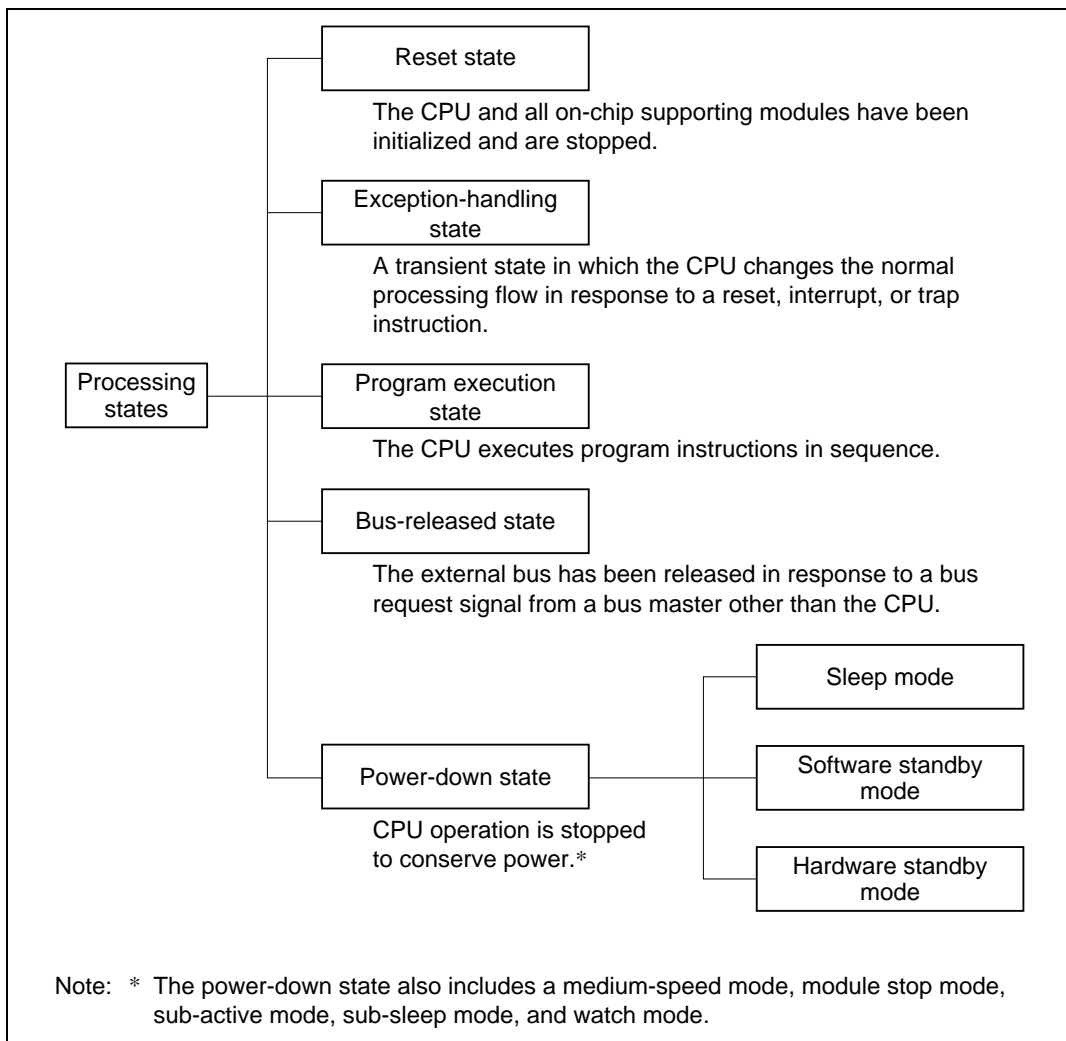 Reset state
The CPU and all on-chip supporting modules have been
initialized and are stopped.
Exception-handling
state
A transient state in which the CPU changes the normal
processing flow in response to a reset, interrupt, or trap
instruction.
Processing
states
Program execution
state
The CPU executes program instructions in sequence.
Bus-released state
The external bus has been released in response to a bus
request signal from a bus master other than the CPU.
Power-down state
CPU operation is stopped
to conserve power.*
Sleep mode
Software standby
mode
Hardware standby
mode
Note: * The power-down state also includes a medium-speed mode, module stop mode,
sub-active mode, sub-sleep mode, and watch mode.